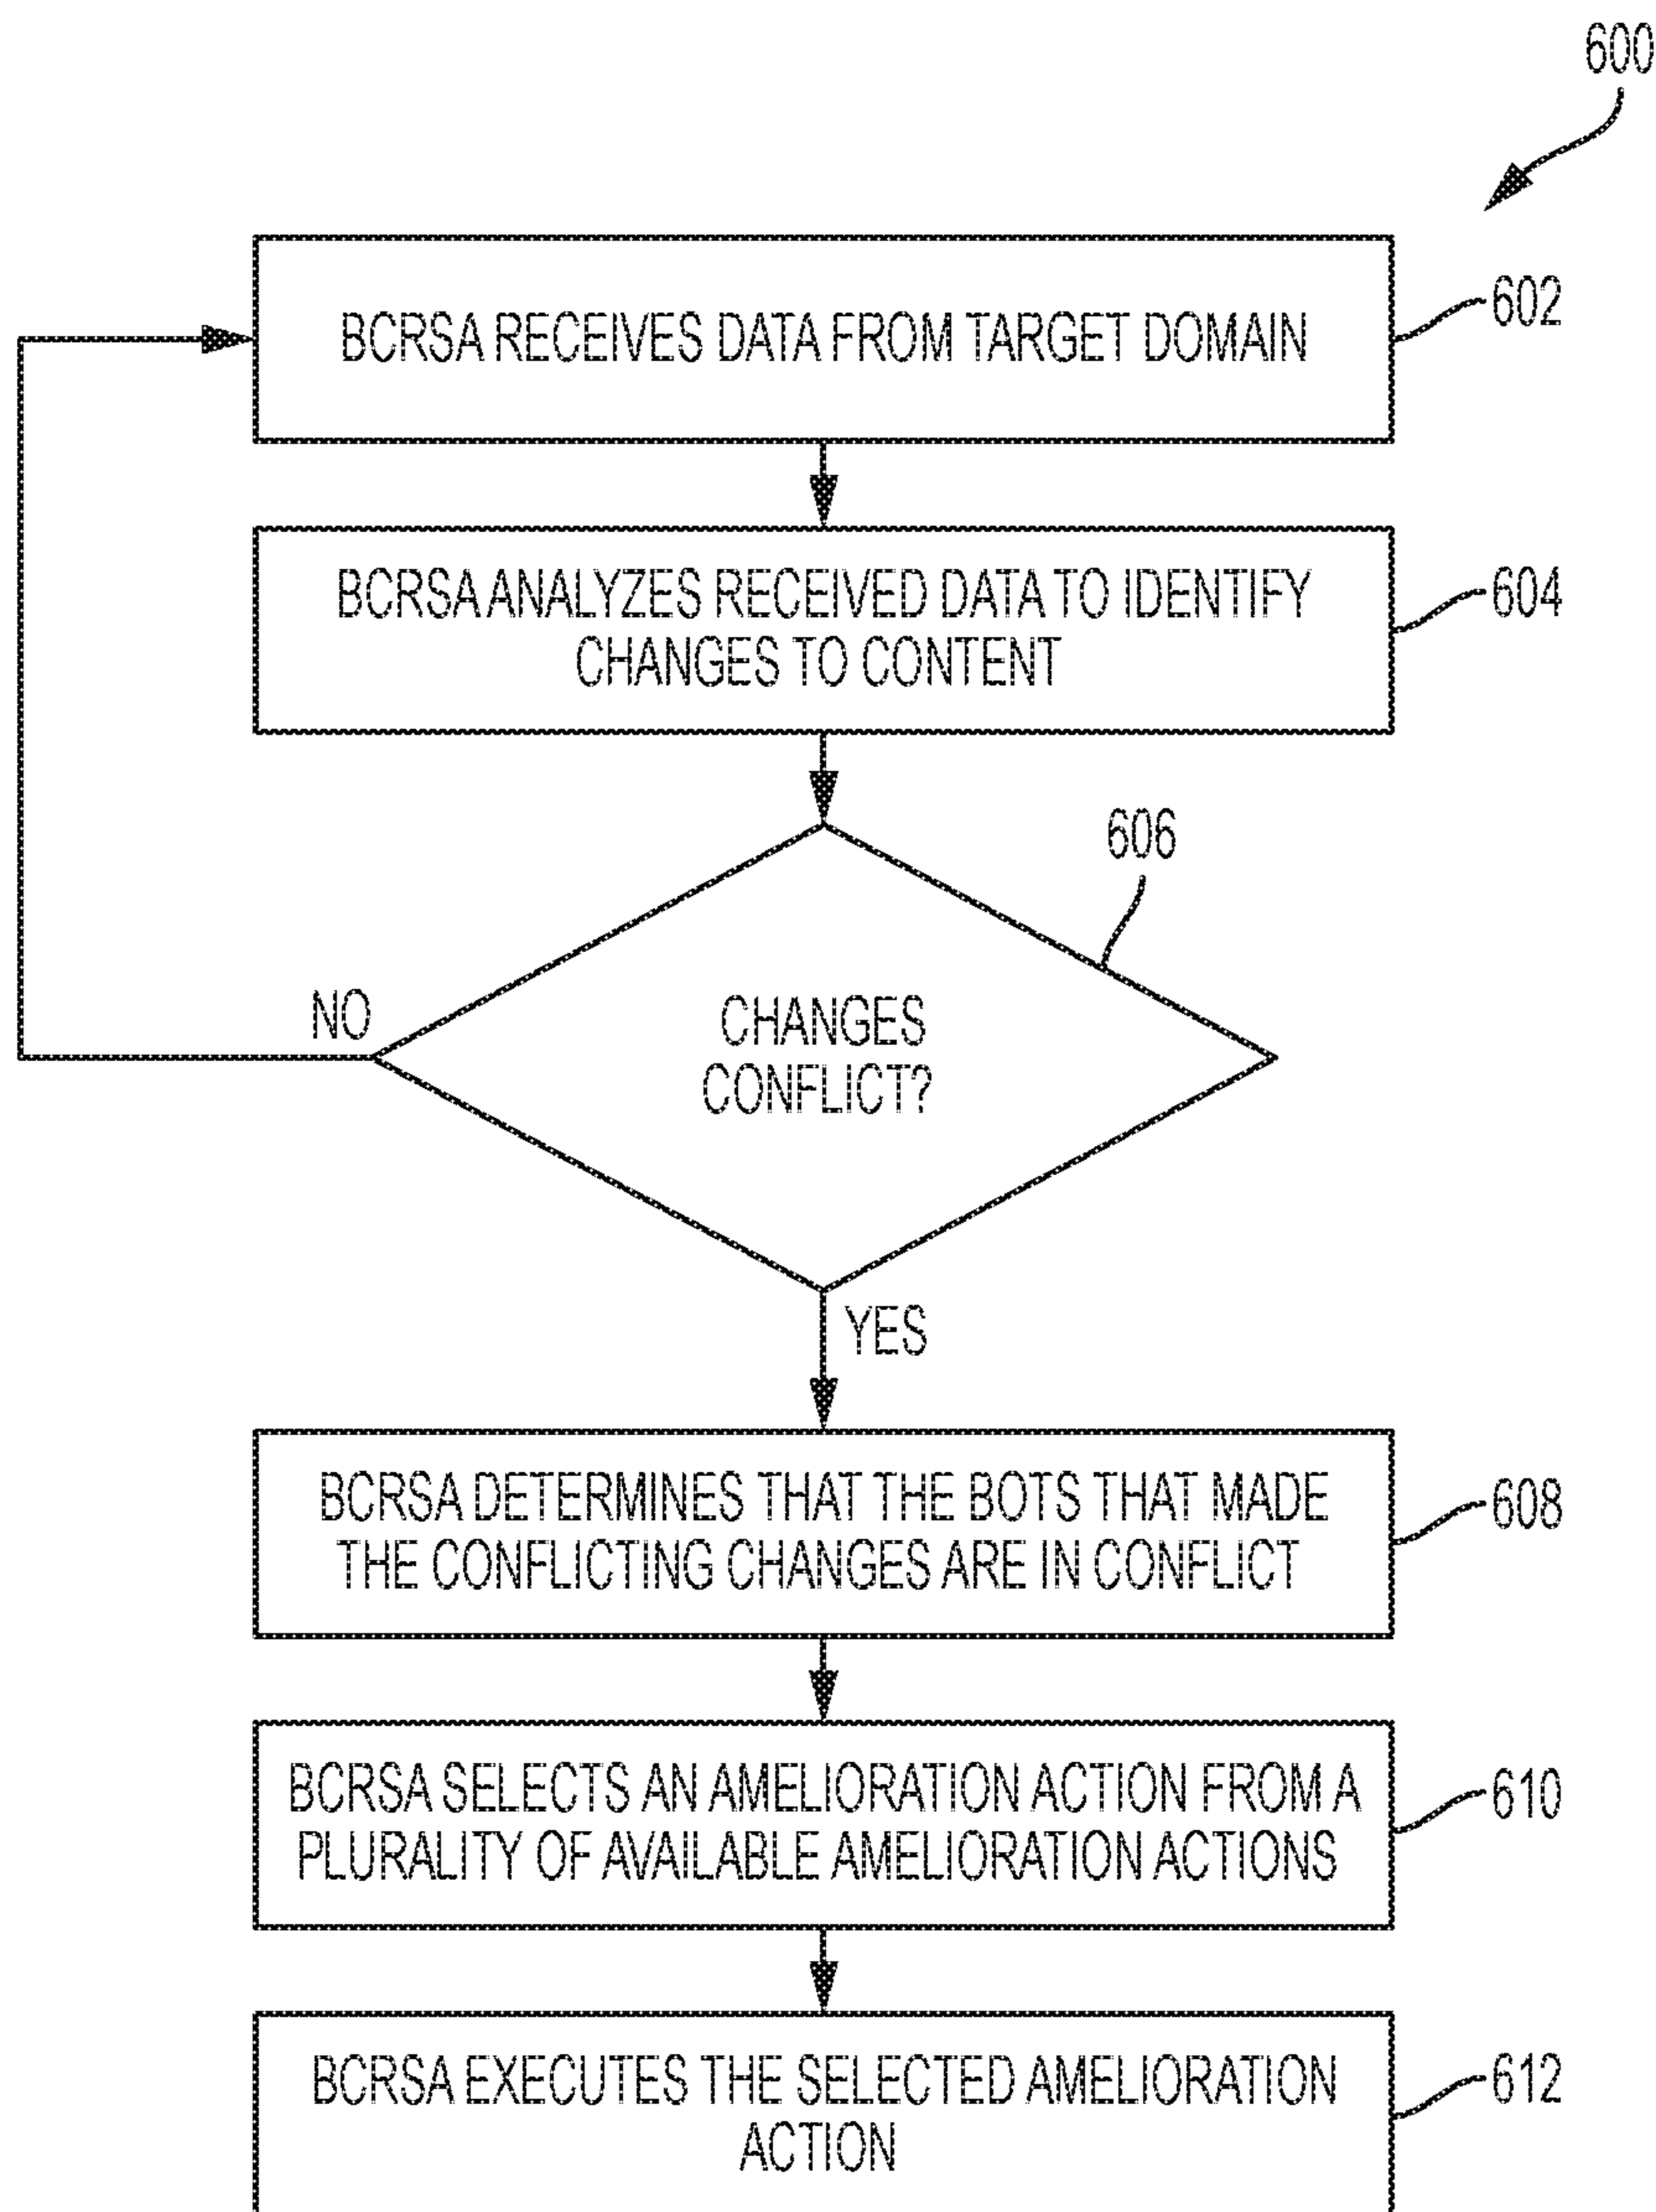 600
BCRSA RECEIVES DATA FROM TARGET DOMAIN
602
BCRSA ANALYZES RECEIVED DATA TO IDENTIFY
CHANGES TO CONTENT
604
606
CHANGES
CONFLICT?
NO
YES
BCRSA DETERMINES THAT THE BOTS THAT MADE
THE CONFLICTING CHANGES ARE IN CONFLICT
608
BCRSA SELECTS AN AMELIORATION ACTION FROM A
PLURALITY OF AVAILABLE AMELIORATION ACTIONS
610
BCRSA EXECUTES THE SELECTED AMELIORATION
ACTION
612